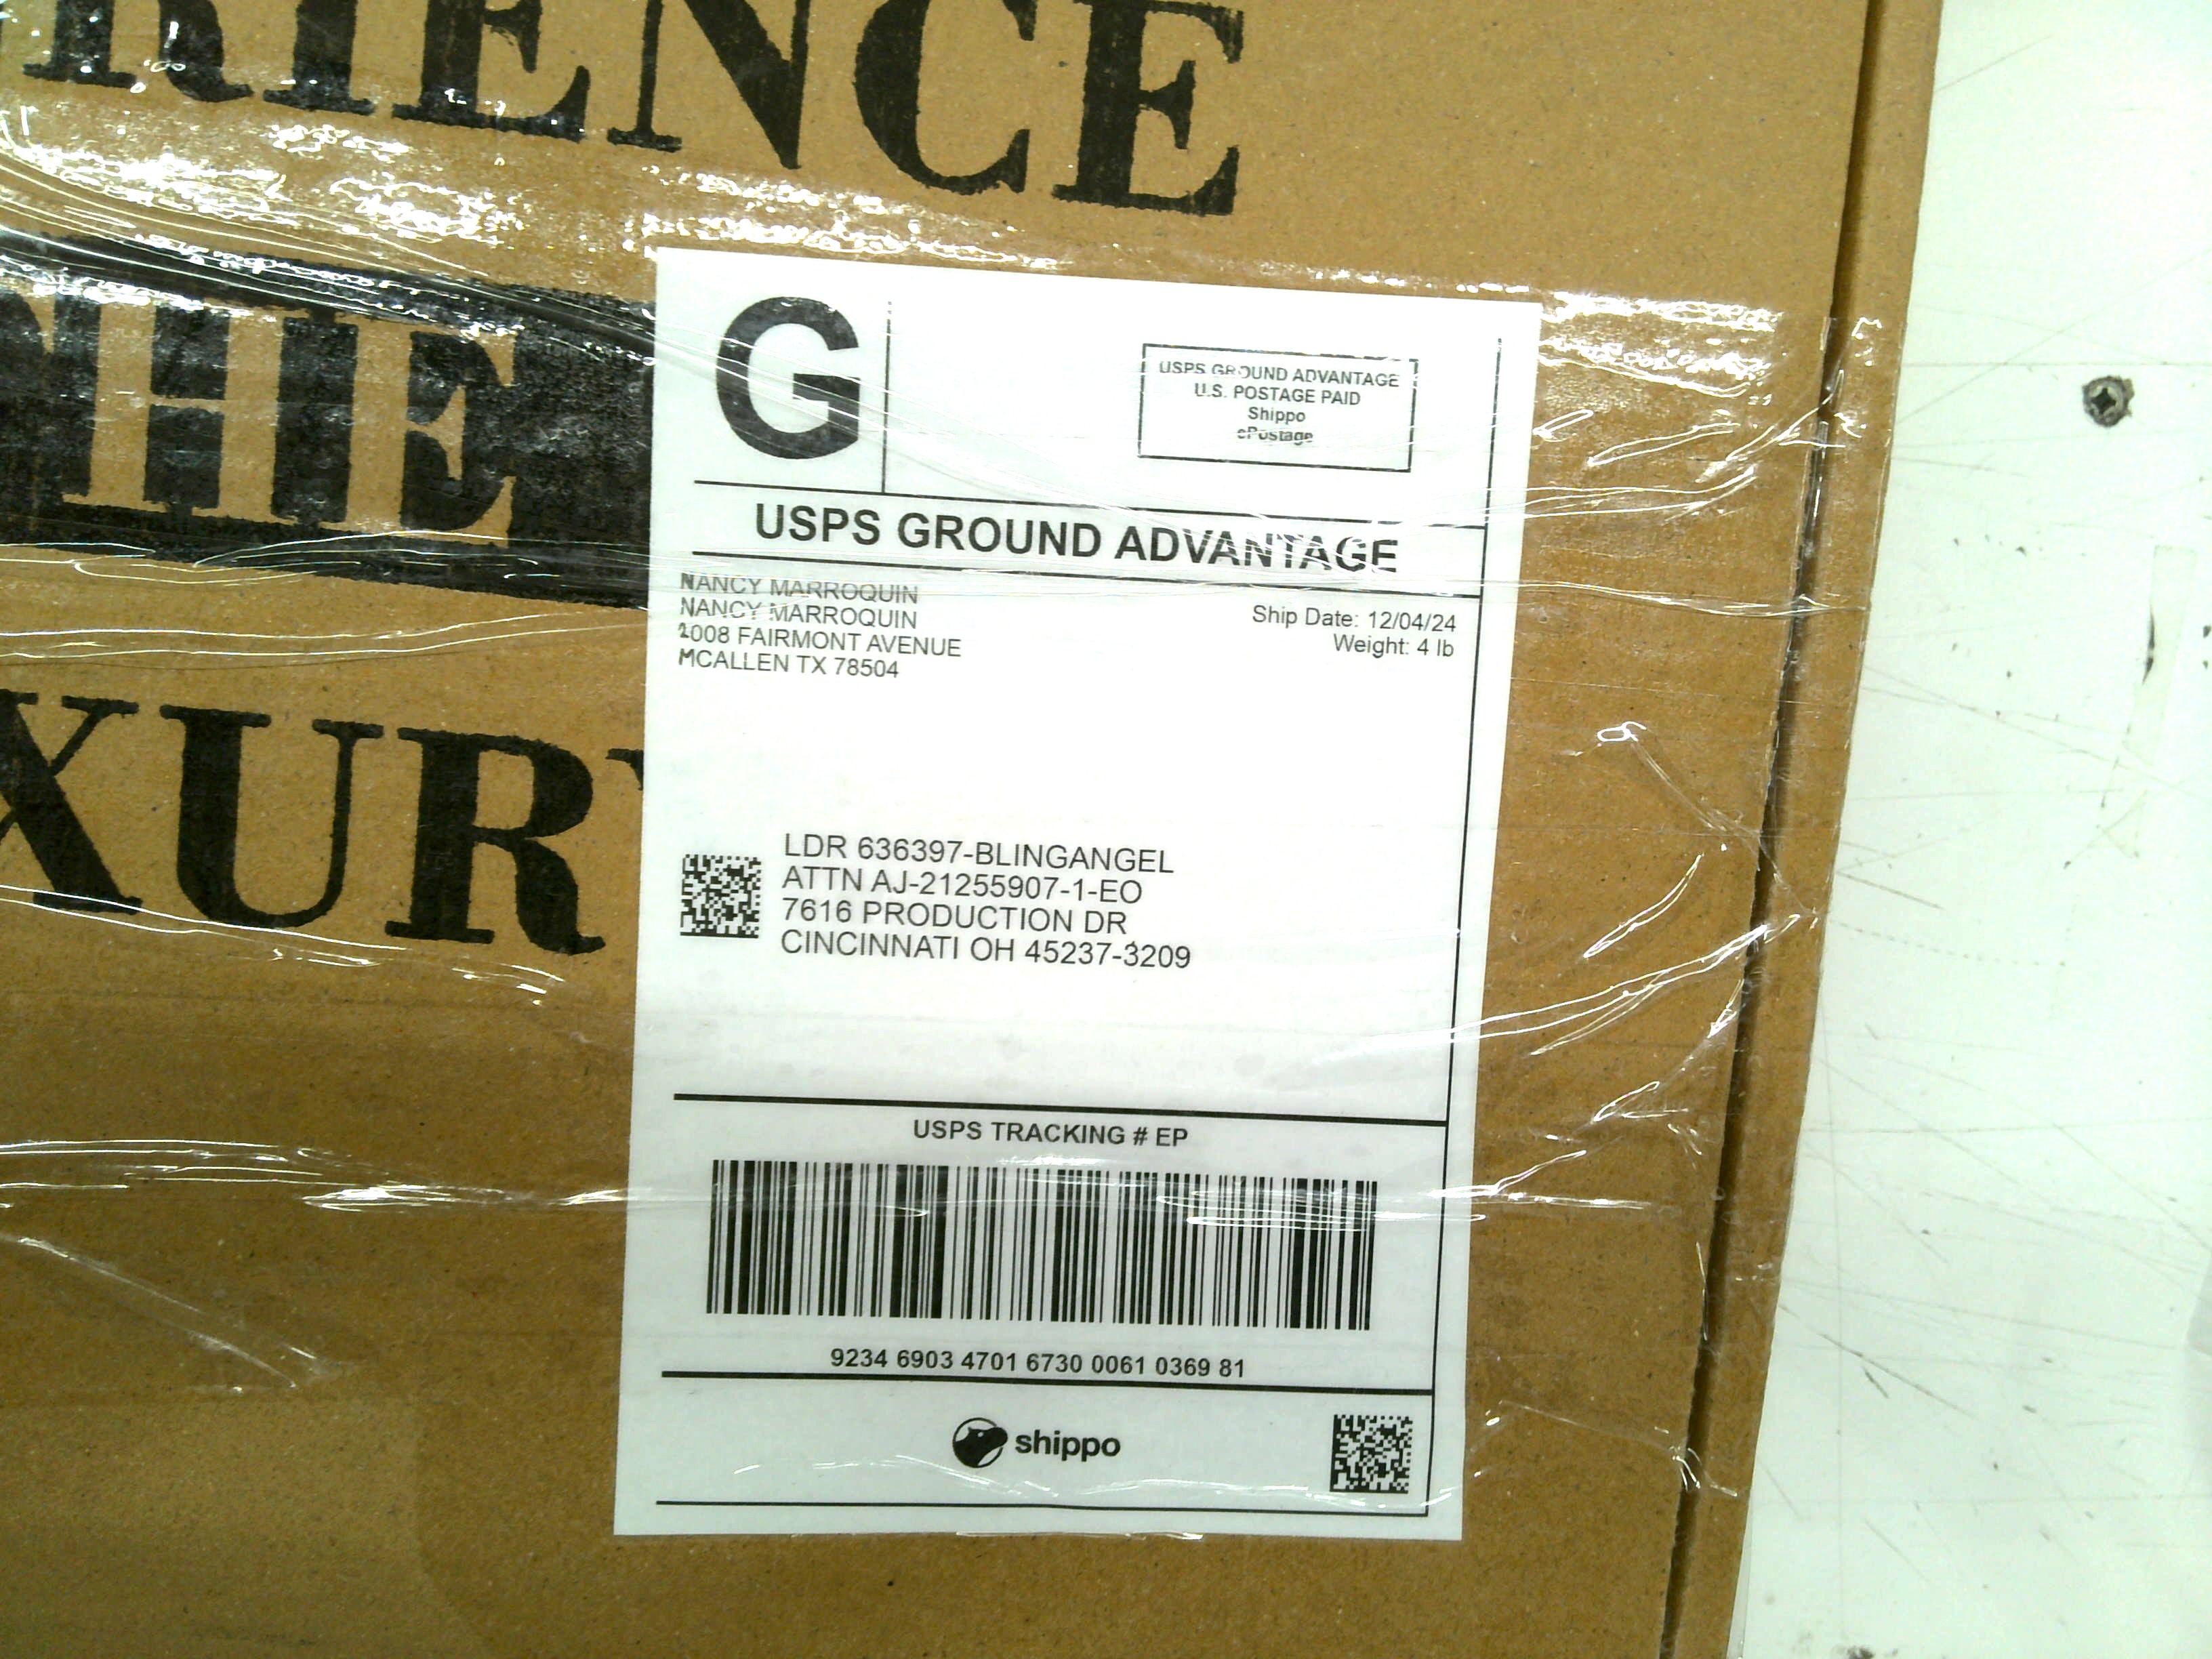 RIENCE
THE
XURY
G
USPS GROUND ADVANTAGE
U.S. POSTAGE PAID
Shippo
ePostage
USPS GROUND ADVANTAGE
NANCY MARROQUIN
NANCY MARROQUIN
2008 FAIRMONT AVENUE
MCALLEN TX 78504
Ship Date: 12/04/24
Weight: 4 lb
LDR 636397-BLINGANGEL
ATTN AJ-21255907-1-EO
7616 PRODUCTION DR
CINCINNATI OH 45237-3209
USPS TRACKING # EP
9234 6903 4701 6730 0061 0369 81
shippo